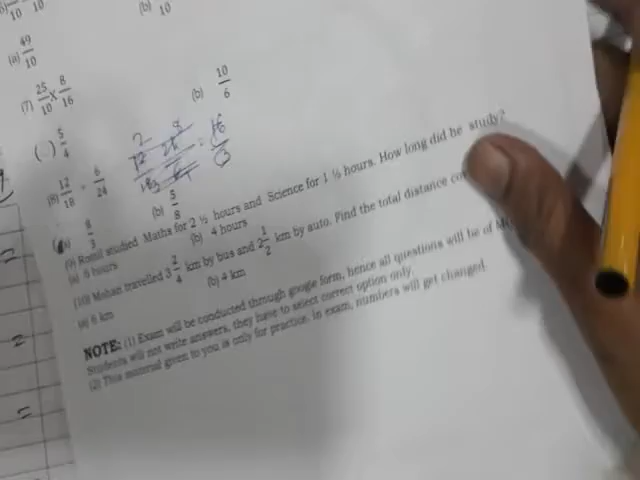 10 10 (b) 10
(a) 49/10
(7) 25/10 x 8/16 (b) 10/6
( ) 5/4
(8) 12/18 ÷ 6/24
(b) 5/8
(9) Romil studied Maths for 2 ½ hours and Science for 1 ½ hours. How long did he study?
(a) 5 hours (b) 4 hours
(10) Mohan travelled 3 2/4 km by bus and 2 1/2 km by auto. Find the total distance
(a) 6 km (b) 4 km
NOTE: (1) Exam will be conducted through google form, hence all questions will be of
Students will not write answers, they have to select correct option only.
(2) This material given to you is only for practice. In exam, numbers will get changed.